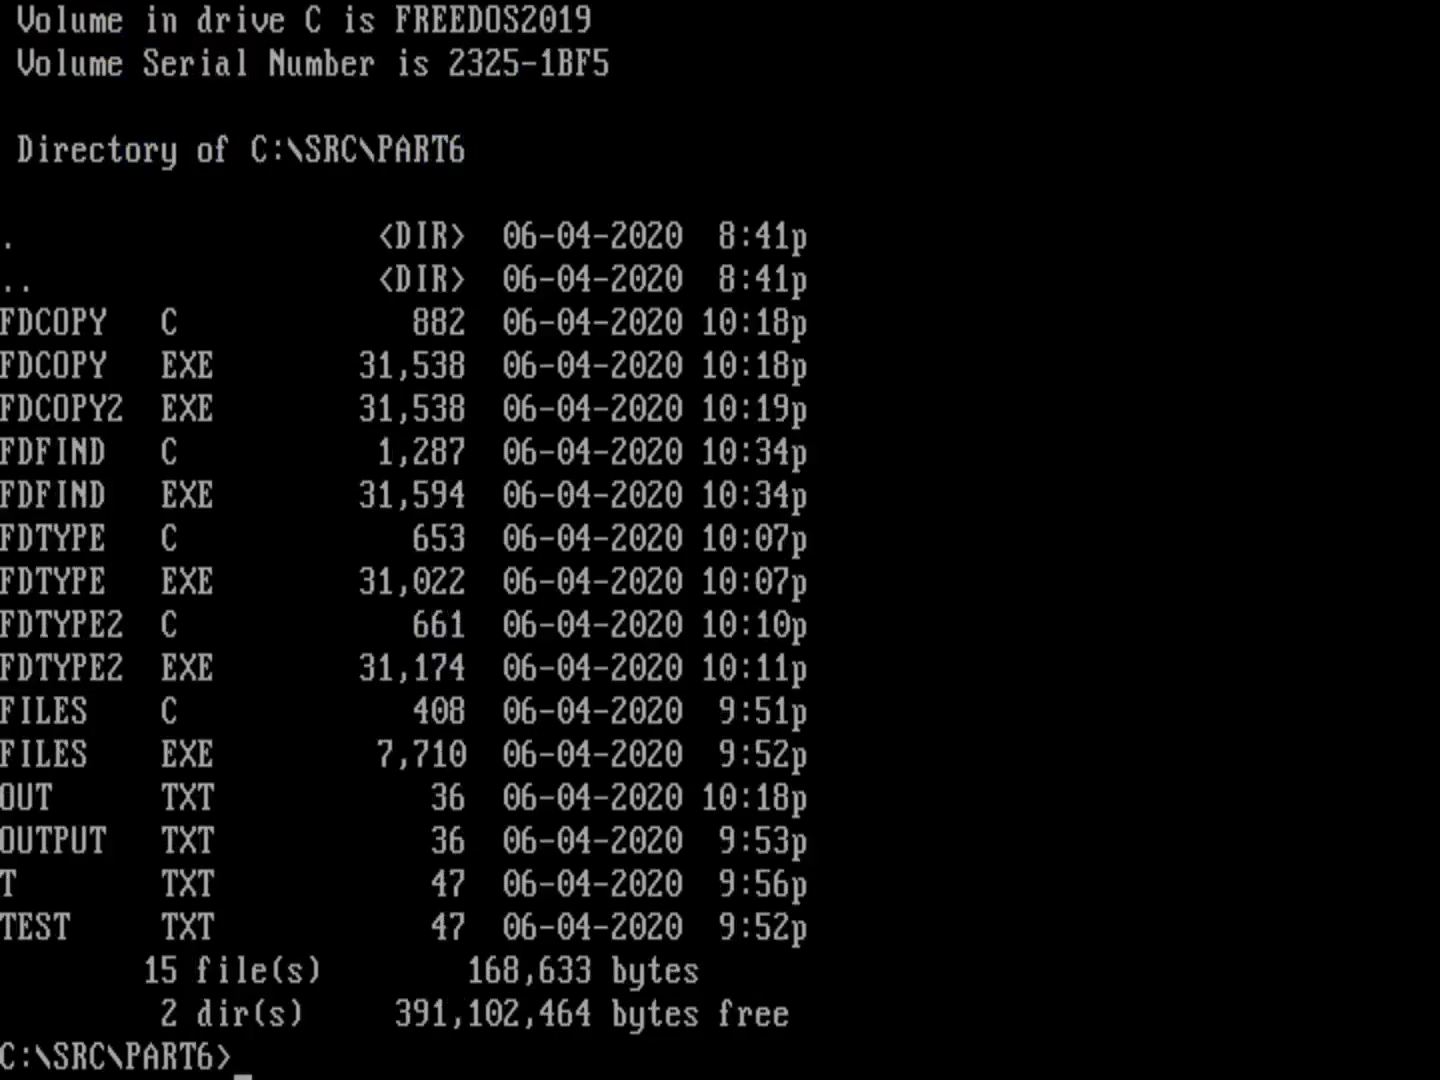 Volume in drive C is FREEDOS2019
Volume Serial Number is 2325-1BF5
Directory of C:\SRC\PART6
. <DIR> 06-04-2020 8:41p
.. <DIR> 06-04-2020 8:41p
FDCOPY C 882 06-04-2020 10:18p
FDCOPY EXE 31,538 06-04-2020 10:18p
FDCOPY2 EXE 31,538 06-04-2020 10:19p
FDFIND C 1,287 06-04-2020 10:34p
FDFIND EXE 31,594 06-04-2020 10:34p
FDTYPE C 653 06-04-2020 10:07p
FDTYPE EXE 31,022 06-04-2020 10:07p
FDTYPE2 C 661 06-04-2020 10:10p
FDTYPE2 EXE 31,174 06-04-2020 10:11p
FILES C 408 06-04-2020 9:51p
FILES EXE 7,710 06-04-2020 9:52p
OUT TXT 36 06-04-2020 10:18p
OUTPUT TXT 36 06-04-2020 9:53p
T TXT 47 06-04-2020 9:56p
TEST TXT 47 06-04-2020 9:52p
15 file(s) 168,633 bytes
2 dir(s) 391,102,464 bytes free
C:\SRC\PART6>_